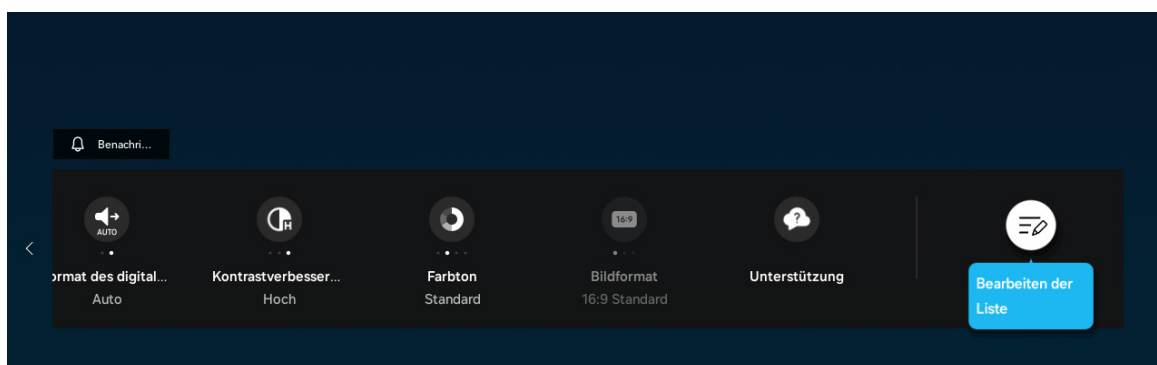 Benachri...
AUTO
H
16:9
?
ormat des digital...
Kontrastverbesser...
Farbton
Bildformat
Unterstützung
Auto
Hoch
Standard
16:9 Standard
Bearbeiten der
Liste